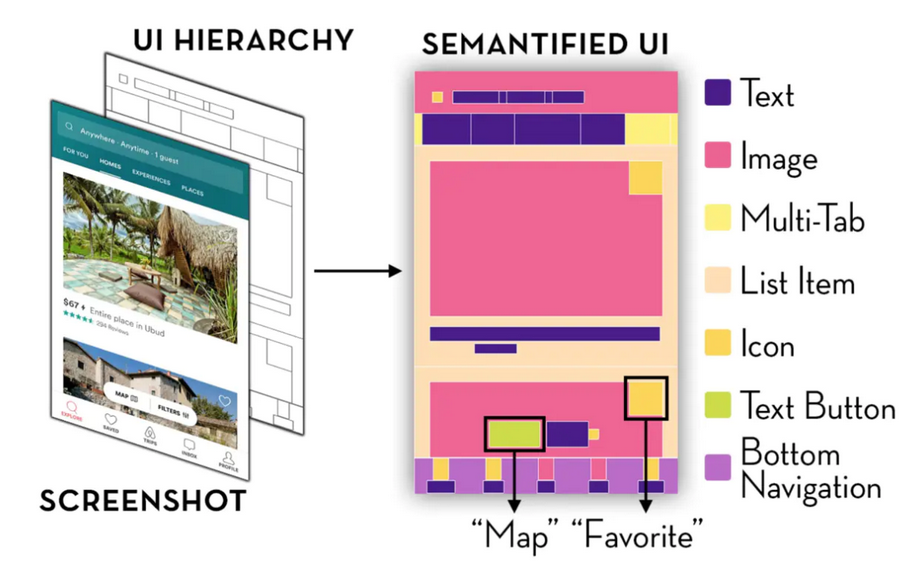 UI HIERARCHY
SEMANTIFIED UI
Anywhere · Anytime · 1 guest
FOR YOU HOMES EXPERIENCES PLACES
$67 Entire place in Ubud
294 Reviews
MAP FILTERS
EXPLORE SAVED TRIPS INBOX PROFILE
SCREENSHOT
Text
Image
Multi-Tab
List Item
Icon
Text Button
Bottom
Navigation
“Map” “Favorite”